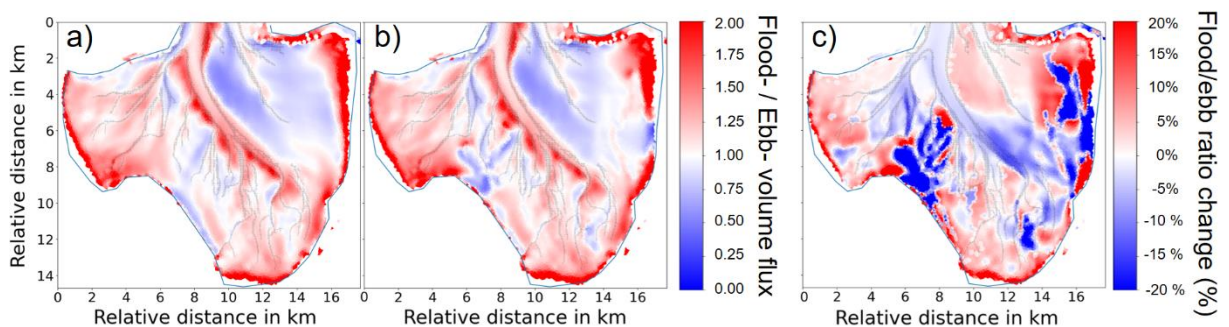 a)
b)
c)
0
2
4
6
8
10
12
14
Relative distance in km
0 2 4 6 8 10 12 14 16
Relative distance in km
0 2 4 6 8 10 12 14 16
Relative distance in km
2.00
1.75
1.50
1.25
1.00
0.75
0.50
0.25
0.00
Flood- / Ebb- volume flux
0 2 4 6 8 10 12 14 16
Relative distance in km
20%
15%
10%
5%
0%
-5%
-10%
-15 %
-20 %
Flood/ebb ratio change (%)